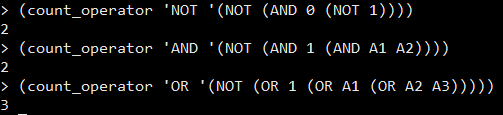 > (count_operator 'NOT '(NOT (AND 0 (NOT 1))))
2
> (count_operator 'AND '(NOT (AND 1 (AND A1 A2))))
2
> (count_operator 'OR '(NOT (OR 1 (OR A1 (OR A2 A3)))))
3